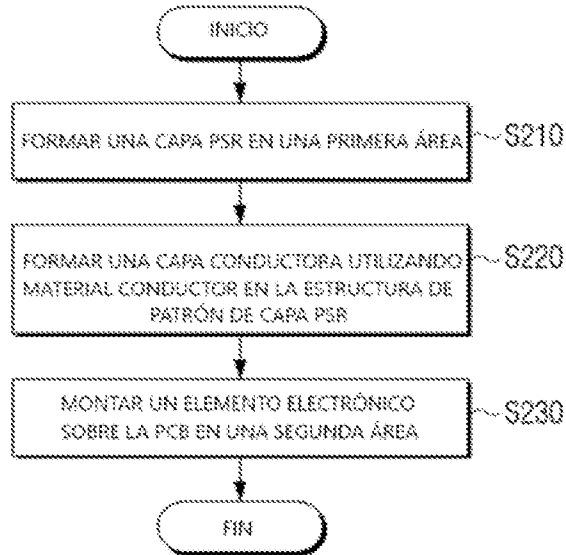 INICIO
FORMAR UNA CAPA PSR EN UNA PRIMERA ÁREA
S210
FORMAR UNA CAPA CONDUCTORA UTILIZANDO
MATERIAL CONDUCTOR EN LA ESTRUCTURA DE
PATRÓN DE CAPA PSR
S220
MONTAR UN ELEMENTO ELECTRÓNICO
SOBRE LA PCB EN UNA SEGUNDA ÁREA
S230
FIN